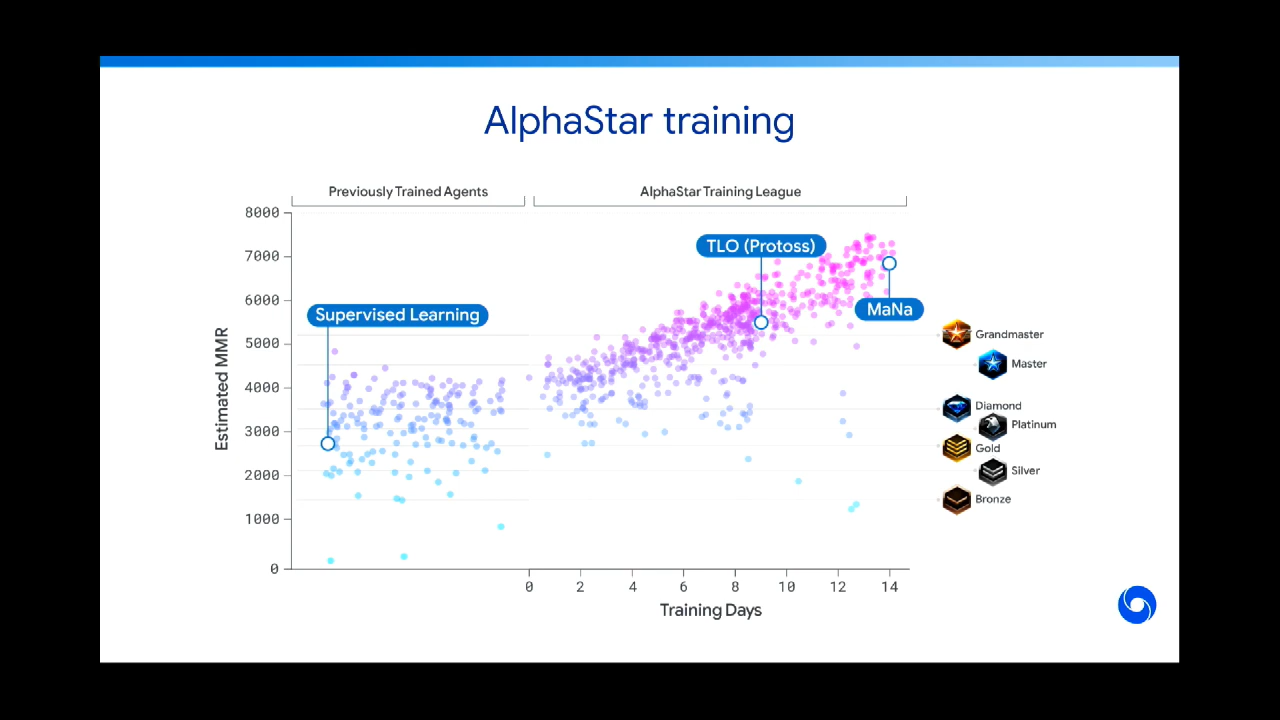 AlphaStar training
Previously Trained Agents
AlphaStar Training League
8000
7000
6000
5000
4000
3000
2000
1000
0
Estimated MMR
Supervised Learning
TLO (Protoss)
MaNa
Grandmaster
Master
Diamond
Platinum
Gold
Silver
Bronze
0 2 4 6 8 10 12 14
Training Days